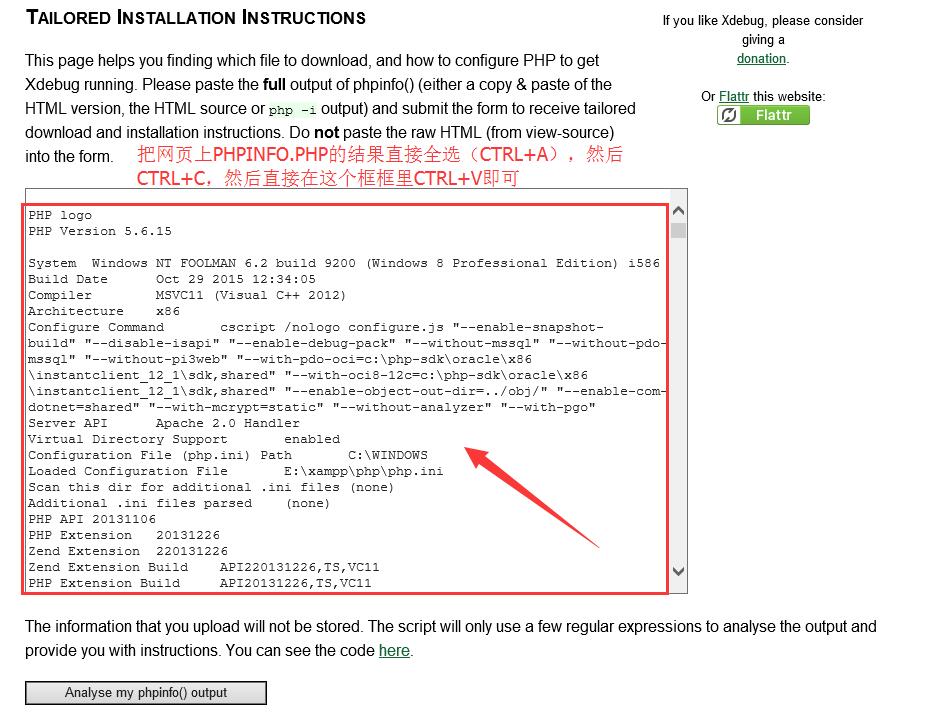 TAILORED INSTALLATION INSTRUCTIONS
This page helps you finding which file to download, and how to configure PHP to get
Xdebug running. Please paste the full output of phpinfo() (either a copy & paste of the
HTML version, the HTML source or php -i output) and submit the form to receive tailored
download and installation instructions. Do not paste the raw HTML (from view-source)
into the form.
把网页上PHPINFO.PHP的结果直接全选（CTRL+A），然后
CTRL+C，然后直接在这个框框里CTRL+V即可
PHP logo
PHP Version 5.6.15
System  Windows NT FOOLMAN 6.2 build 9200 (Windows 8 Professional Edition) i586
Build Date      Oct 29 2015 12:34:05
Compiler        MSVC11 (Visual C++ 2012)
Architecture    x86
Configure Command       cscript /nologo configure.js "--enable-snapshot-
build" "--disable-isapi" "--enable-debug-pack" "--without-mssql" "--without-pdo-
mssql" "--without-pi3web" "--with-pdo-oci=c:\php-sdk\oracle\x86
\instantclient_12_1\sdk,shared" "--with-oci8-12c=c:\php-sdk\oracle\x86
\instantclient_12_1\sdk,shared" "--enable-object-out-dir=../obj/" "--enable-com-
dotnet=shared" "--with-mcrypt=static" "--without-analyzer" "--with-pgo"
Server API      Apache 2.0 Handler
Virtual Directory Support       enabled
Configuration File (php.ini) Path       C:\WINDOWS
Loaded Configuration File       E:\xampp\php\php.ini
Scan this dir for additional .ini files (none)
Additional .ini files parsed    (none)
PHP API 20131106
PHP Extension   20131226
Zend Extension  220131226
Zend Extension Build    API220131226,TS,VC11
PHP Extension Build     API20131226,TS,VC11
The information that you upload will not be stored. The script will only use a few regular expressions to analyse the output and
provide you with instructions. You can see the code here.
Analyse my phpinfo() output
If you like Xdebug, please consider
giving a
donation.
Or Flattr this website:
Flattr